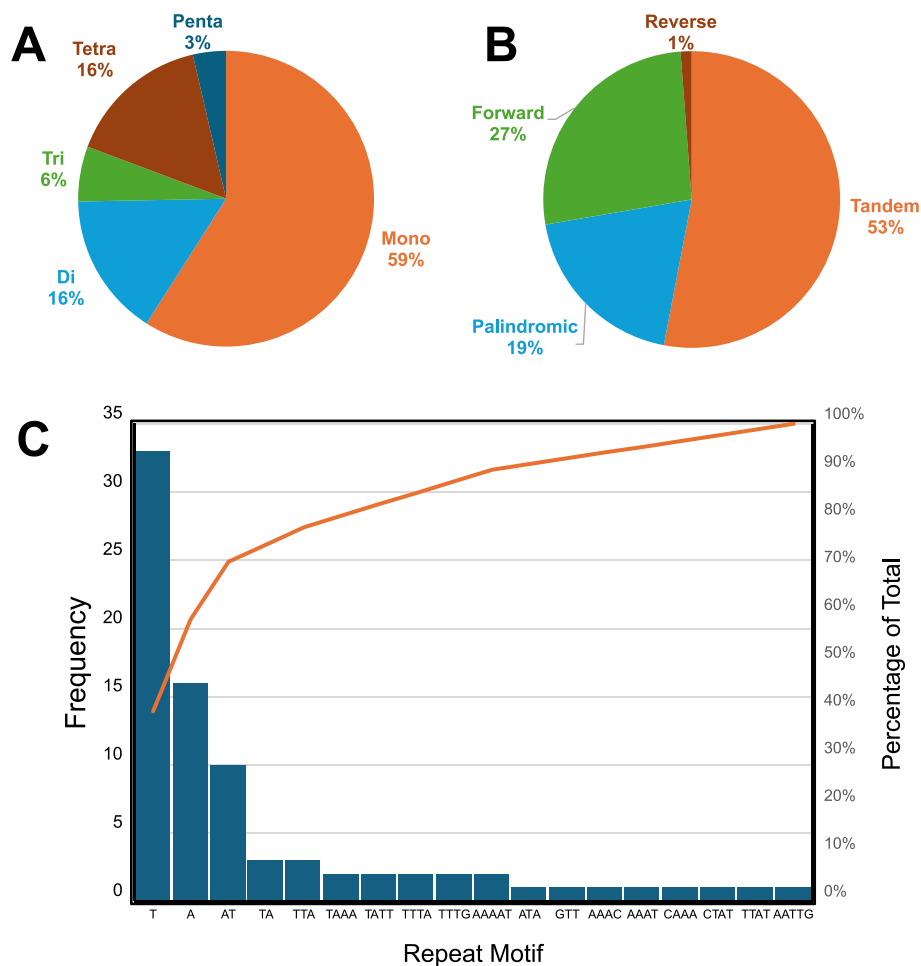 A
Penta
3%
Tetra
16%
Tri
6%
Di
16%
Mono
59%
B
Reverse
1%
Forward
27%
Palindromic
19%
Tandem
53%
C
35
30
25
20
15
10
5
0
Frequency
100%
90%
80%
70%
60%
50%
40%
30%
20%
10%
0%
Percentage of Total
T A AT TA TTA TAAA TATT TTTA TTTG AAAAT ATA GTT AAAC AAAT CAAA CTAT TTAT AATTG
Repeat Motif